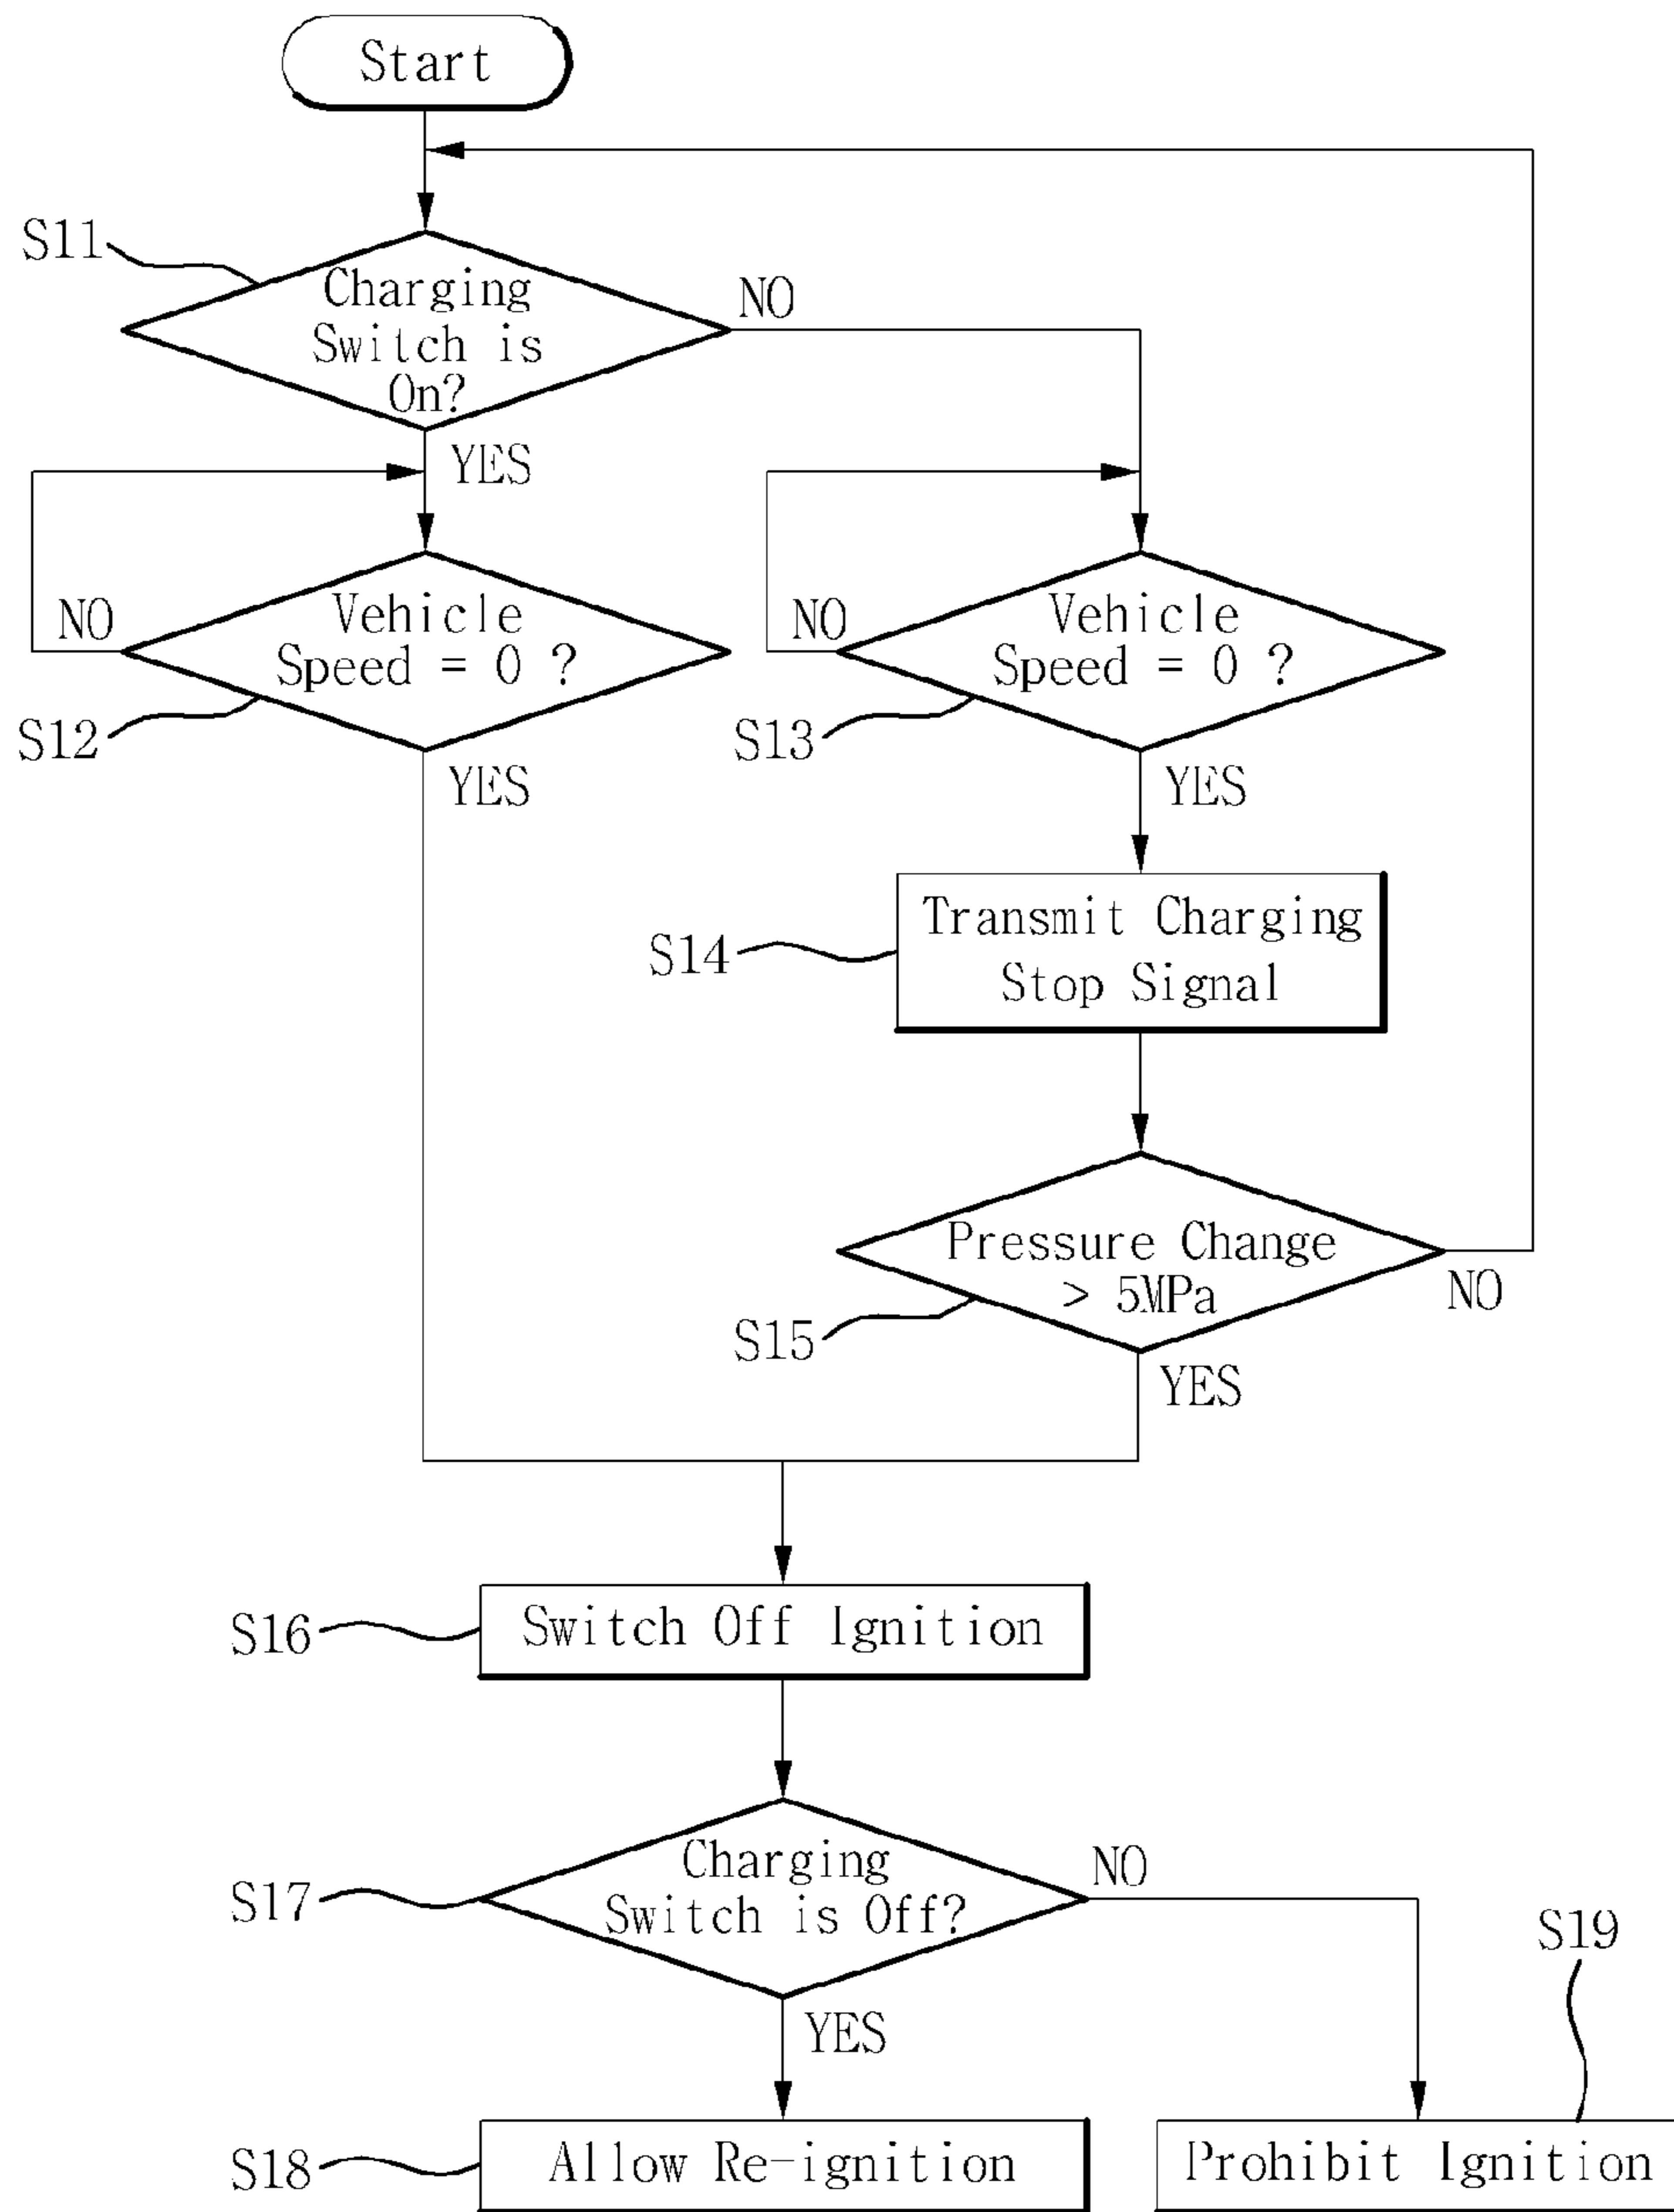 Start
S11
Charging
Switch is
On?
NO
YES
NO
Vehicle
Speed = 0 ?
S12
YES
NO
Vehicle
Speed = 0 ?
S13
YES
S14
Transmit Charging
Stop Signal
Pressure Change
> 5MPa
NO
S15
YES
S16
Switch Off Ignition
S17
Charging
Switch is Off?
NO
S19
YES
S18
Allow Re-ignition
Prohibit Ignition